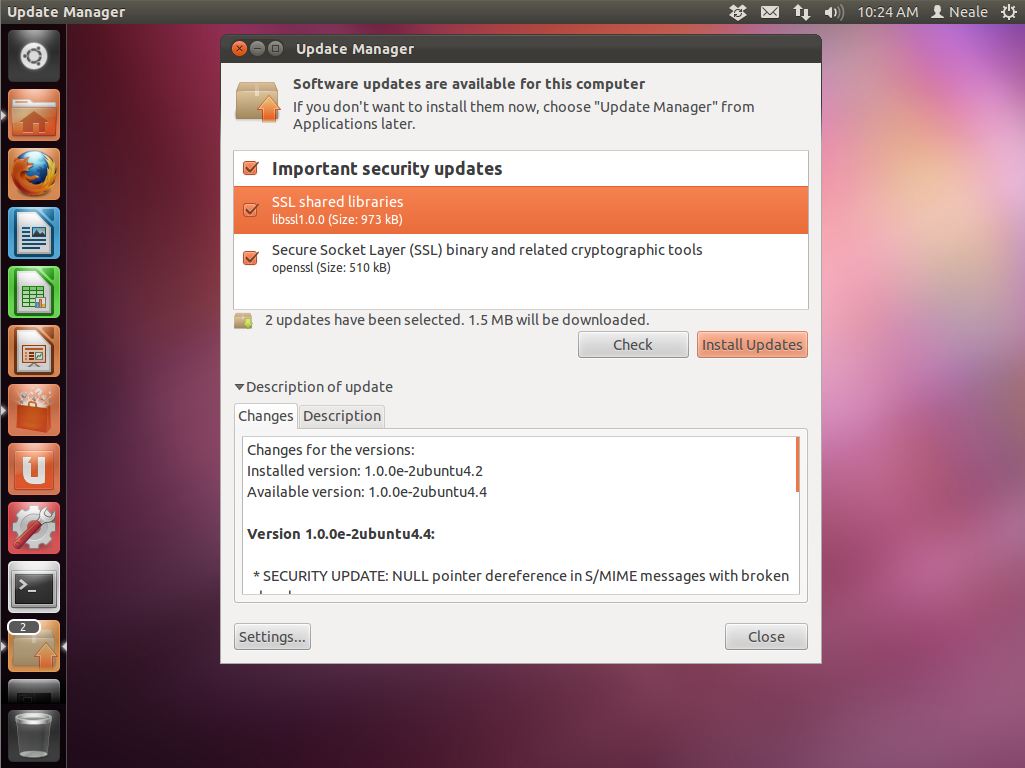 Update Manager
10:24 AM
Neale
Update Manager
Software updates are available for this computer
If you don't want to install them now, choose "Update Manager" from
Applications later.
Important security updates
SSL shared libraries
libssl1.0.0 (Size: 973 kB)
Secure Socket Layer (SSL) binary and related cryptographic tools
openssl (Size: 510 kB)
2 updates have been selected. 1.5 MB will be downloaded.
Check
Install Updates
Description of update
Changes
Description
Changes for the versions:
Installed version: 1.0.0e-2ubuntu4.2
Available version: 1.0.0e-2ubuntu4.4
Version 1.0.0e-2ubuntu4.4:
* SECURITY UPDATE: NULL pointer dereference in S/MIME messages with broken
2
Settings...
Close